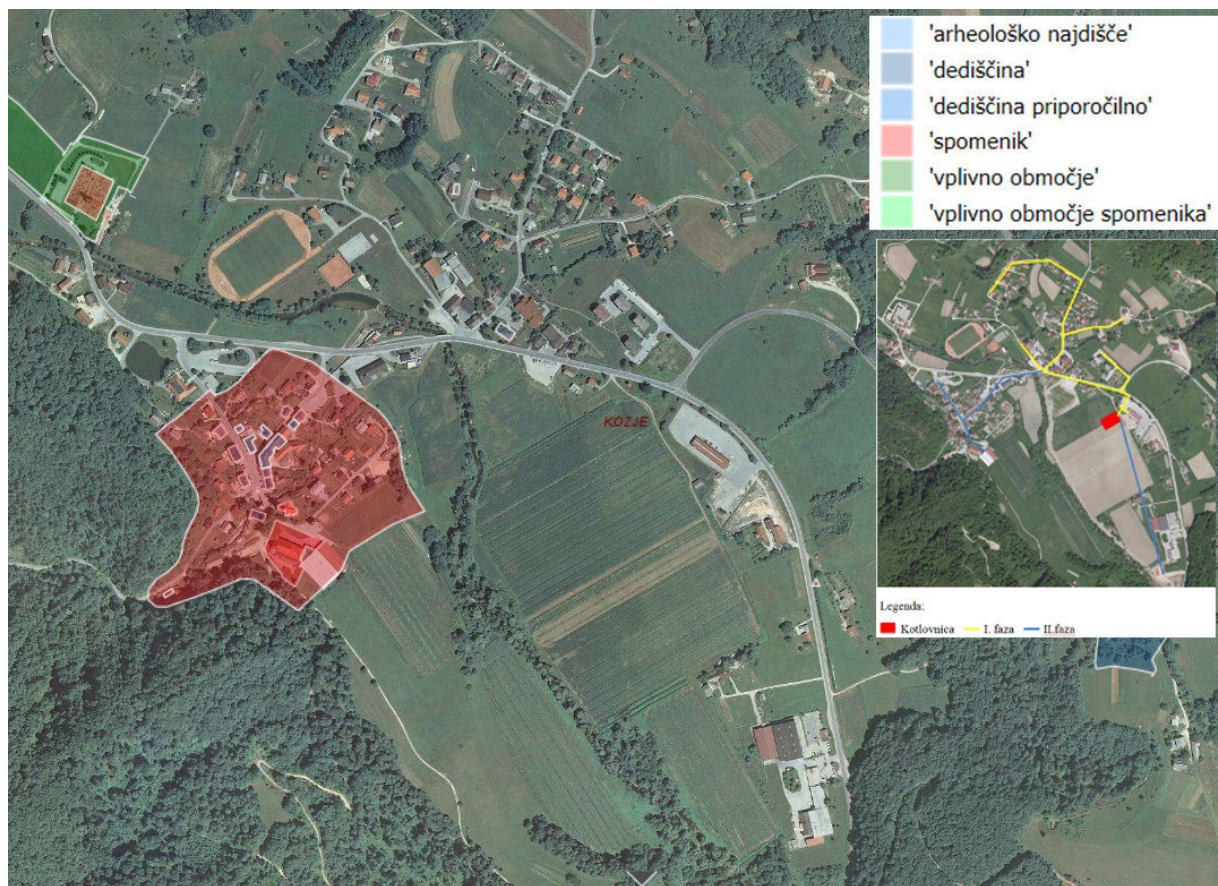 'arheološko najdišče'
'dediščina'
'dediščina priporočilno'
'spomenik'
'vplivno območje'
'vplivno območje spomenika'
KOZJE
Legenda:
Kotlovnica I. faza II.faza